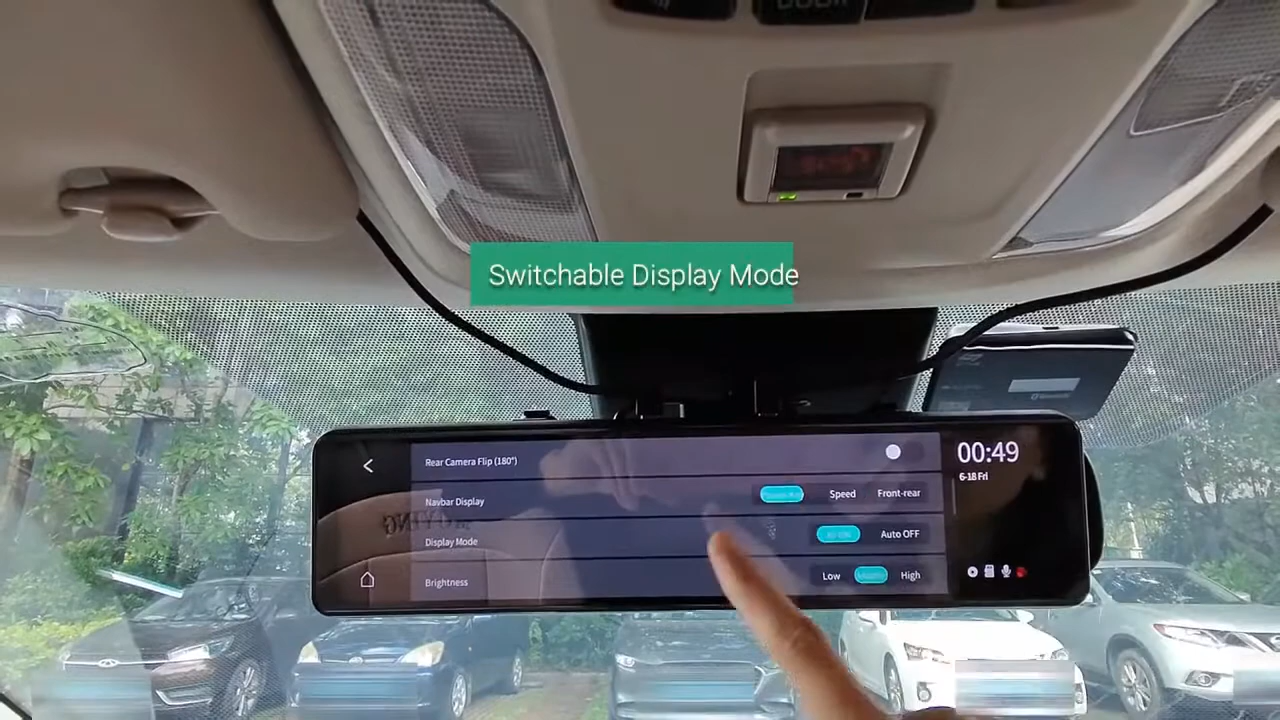 DOOR
Switchable Display Mode
Rear Camera Flip (180°)
00:49
6-18 Fri
Navbar Display
Speed
Front-rear
Display Mode
Auto OFF
Brightness
Low
High